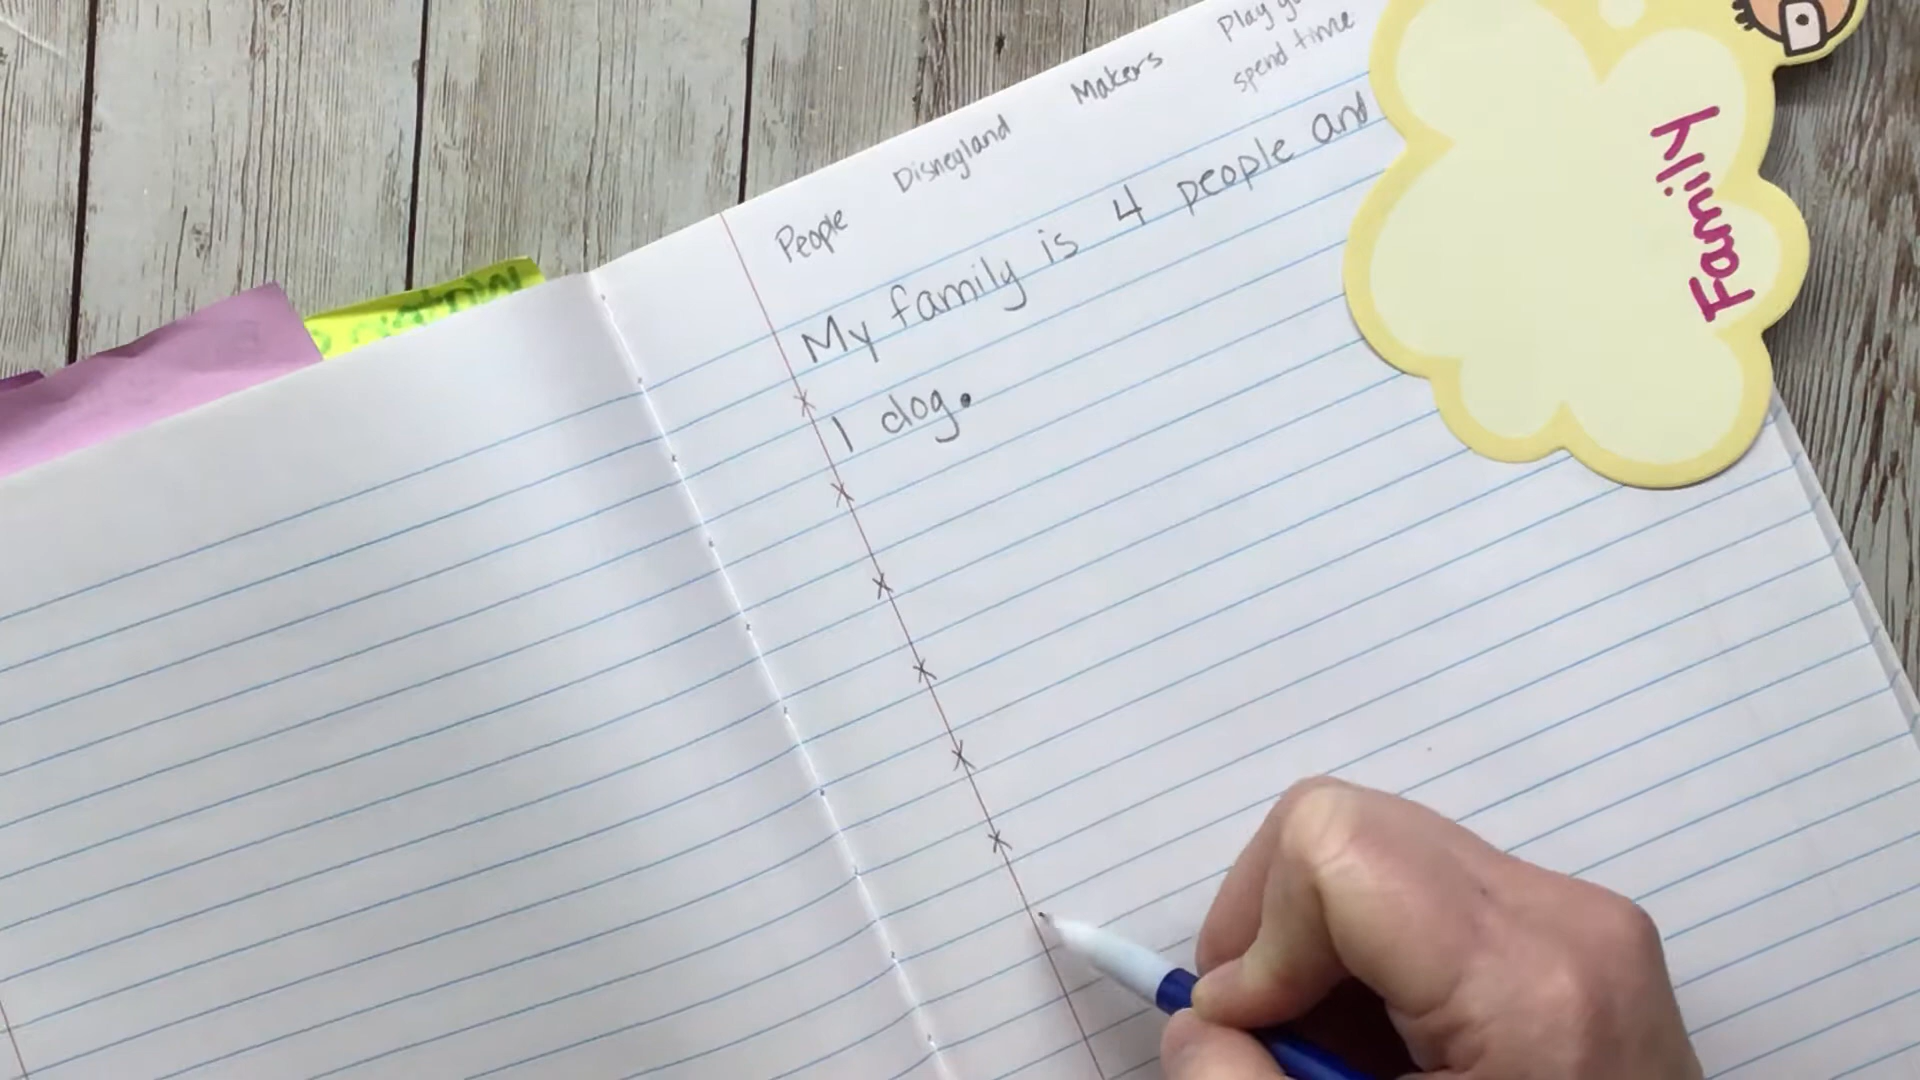 People Disneyland Makers Play
spend time
My family is 4 people and
1 dog.
Family